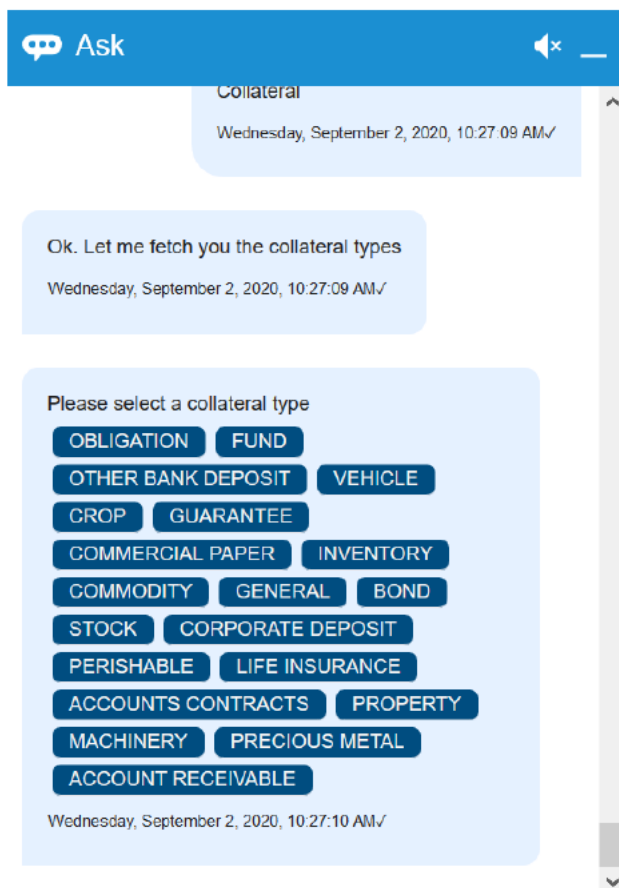 Ask
Collateral
Wednesday, September 2, 2020, 10:27:09 AM✓
Ok. Let me fetch you the collateral types
Wednesday, September 2, 2020, 10:27:09 AM✓
Please select a collateral type
OBLIGATION FUND
OTHER BANK DEPOSIT VEHICLE
CROP GUARANTEE
COMMERCIAL PAPER INVENTORY
COMMODITY GENERAL BOND
STOCK CORPORATE DEPOSIT
PERISHABLE LIFE INSURANCE
ACCOUNTS CONTRACTS PROPERTY
MACHINERY PRECIOUS METAL
ACCOUNT RECEIVABLE
Wednesday, September 2, 2020, 10:27:10 AM✓